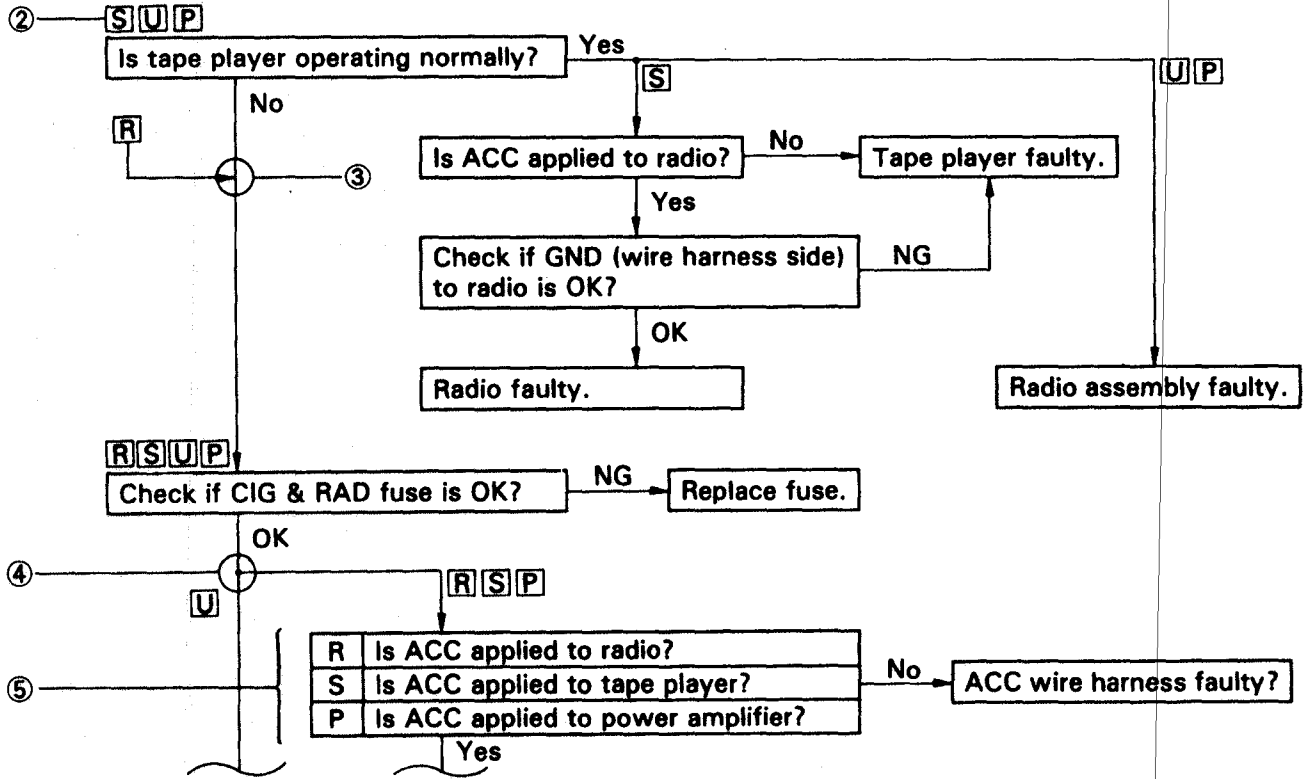 ② S U P
Is tape player operating normally?
Yes
S
U P
No
R
③
Is ACC applied to radio?
No
Tape player faulty.
Yes
Check if GND (wire harness side)
to radio is OK?
NG
OK
Radio faulty.
Radio assembly faulty.
R S U P
Check if CIG & RAD fuse is OK?
NG
Replace fuse.
OK
④
U
R S P
⑤
R Is ACC applied to radio?
S Is ACC applied to tape player?
P Is ACC applied to power amplifier?
No
ACC wire harness faulty?
Yes